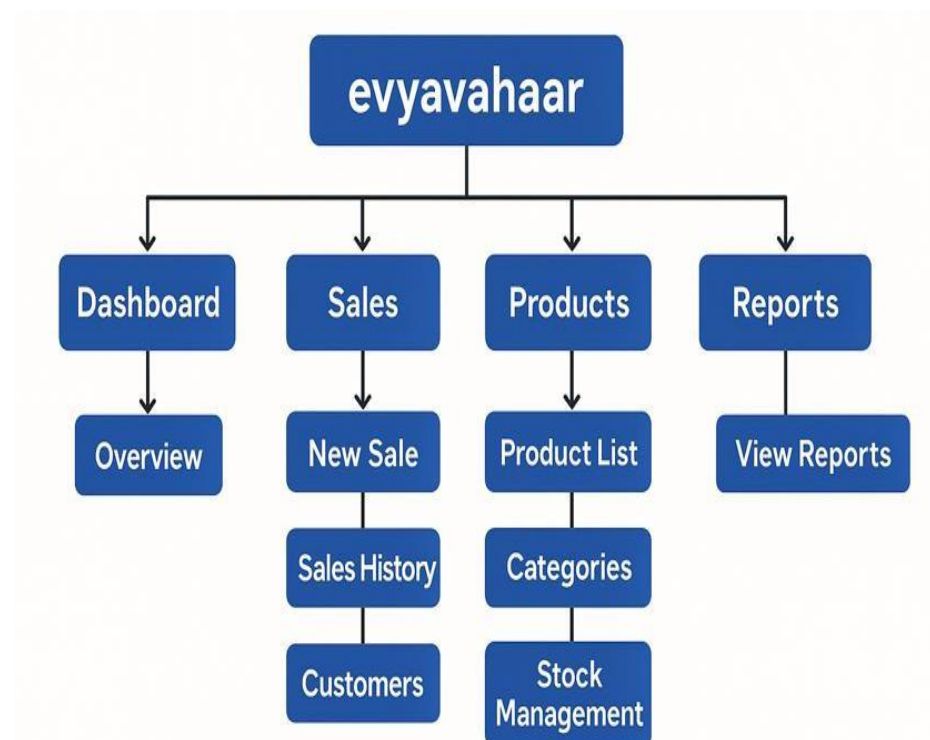 evyavahaar
Dashboard
Sales
Products
Reports
Overview
New Sale
Product List
View Reports
Sales History
Categories
Customers
Stock
Management